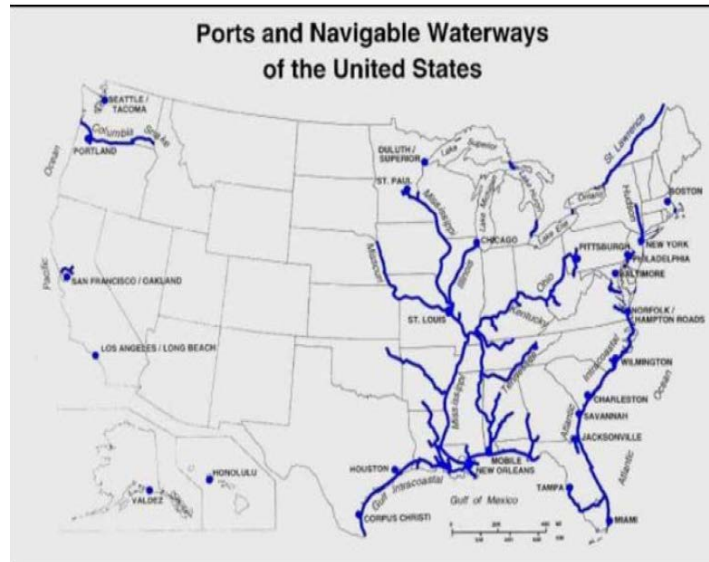 Ports and Navigable Waterways
of the United States
SEATTLE /
TACOMA
Columbia
Snake
PORTLAND
Ocean
Pacific
SAN FRANCISCO / OAKLAND
LOS ANGELES / LONG BEACH
VALDEZ
HONOLULU
DULUTH /
SUPERIOR
Lake Superior
ST. PAUL
Mississippi
Lake Michigan
Lake Huron
St. Lawrence
L. Ontario
Lake Erie
Hudson
BOSTON
CHICAGO
Missouri
Illinois
PITTSBURGH
NEW YORK
PHILADELPHIA
BALTIMORE
Ohio
Kentucky
ST. LOUIS
NORFOLK /
HAMPTON ROADS
Tennessee
Mississippi
WILMINGTON
Atlantic Intracoastal
CHARLESTON
SAVANNAH
JACKSONVILLE
Atlantic Ocean
HOUSTON
MOBILE
NEW ORLEANS
Gulf Intracoastal
Gulf of Mexico
CORPUS CHRISTI
TAMPA
MIAMI